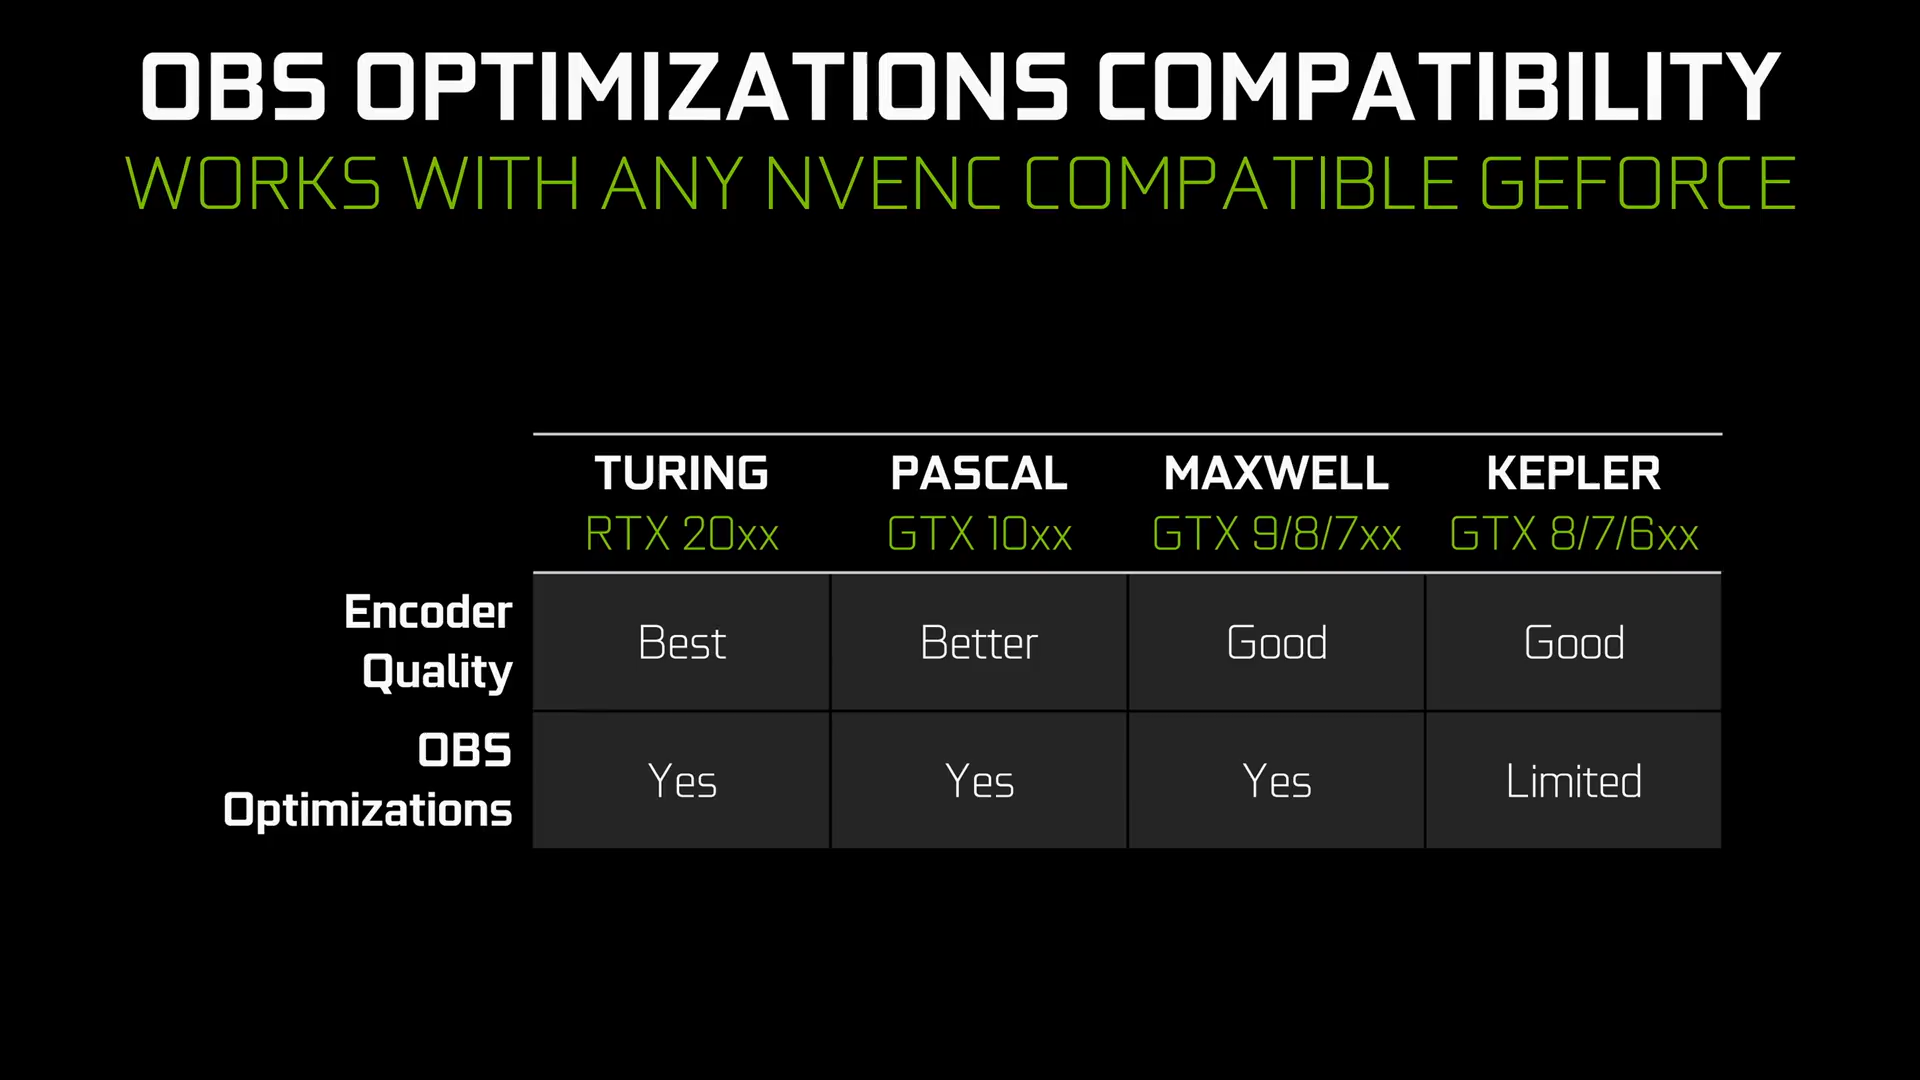 OBS OPTIMIZATIONS COMPATIBILITY
WORKS WITH ANY NVENC COMPATIBLE GEFORCE
TURING PASCAL MAXWELL KEPLER
RTX 20xx GTX 10xx GTX 9/8/7xx GTX 8/7/6xx
Encoder
Quality
Best Better Good Good
OBS
Optimizations
Yes Yes Yes Limited